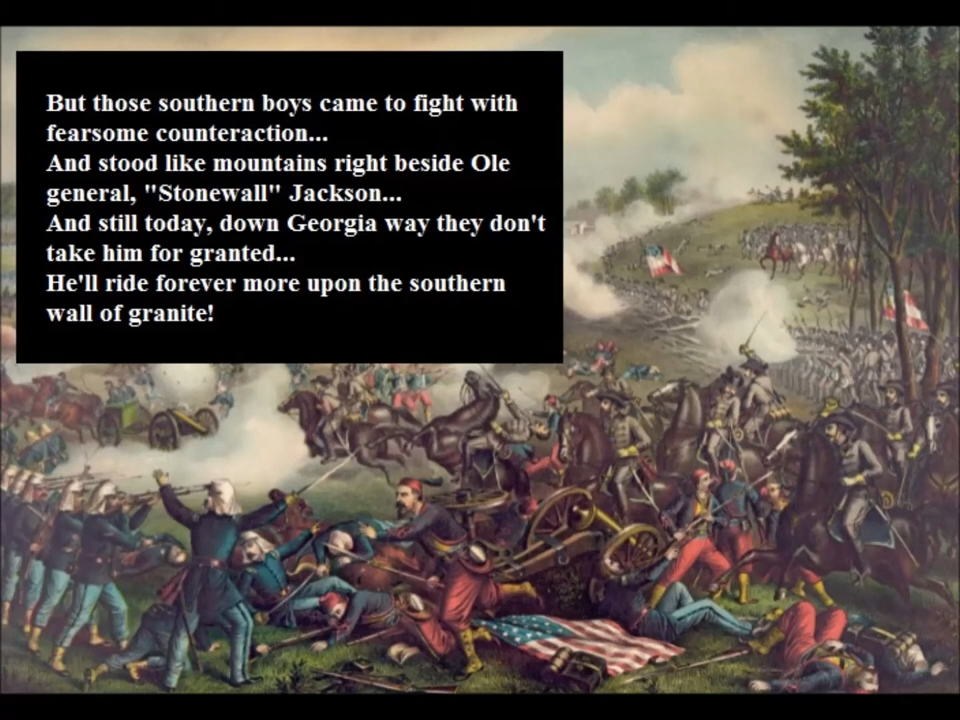 But those southern boys came to fight with
fearsome counteraction...
And stood like mountains right beside Ole
general, "Stonewall" Jackson...
And still today, down Georgia way they don't
take him for granted...
He'll ride forever more upon the southern
wall of granite!